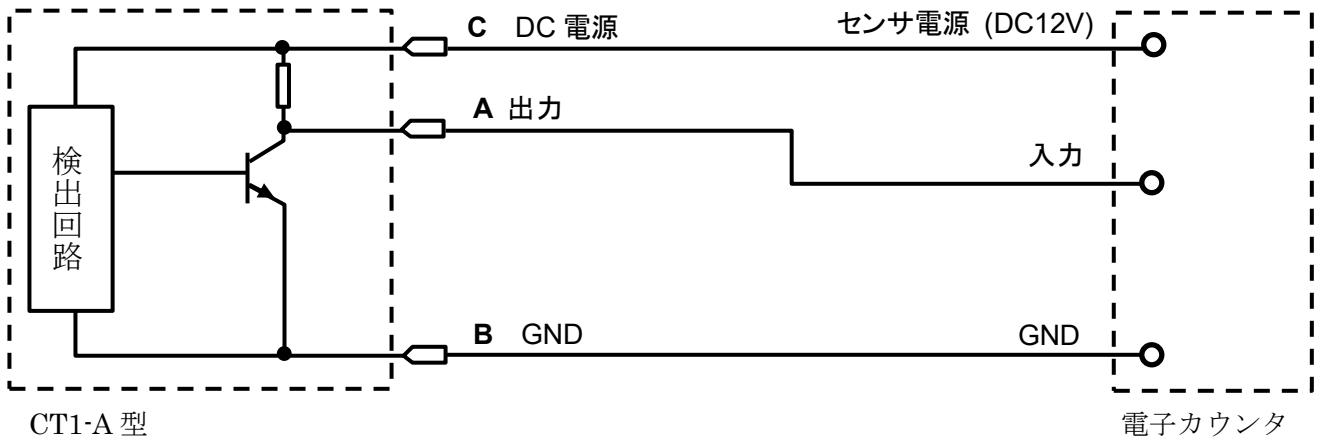 C DC 電源 センサ電源 (DC12V)
A 出力
入力
検出回路
B GND GND
CT1-A 型 電子カウンタ